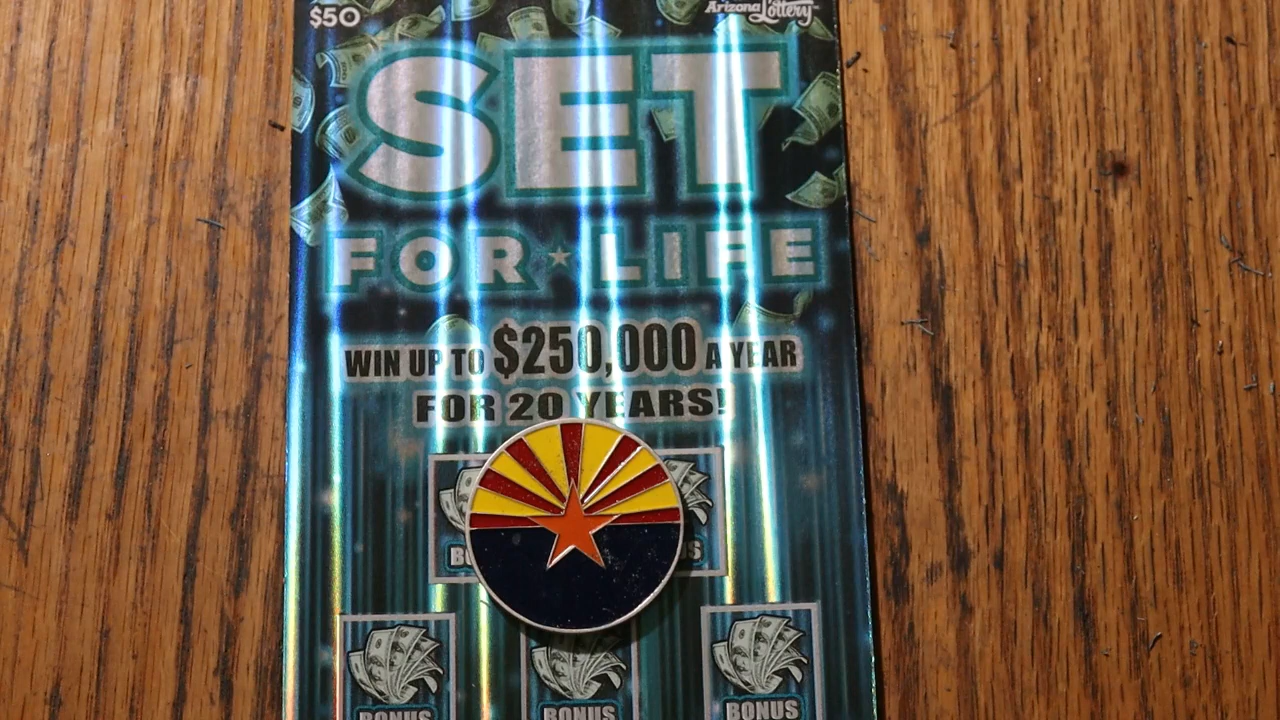 $50
Arizona Lottery
SET
FOR LIFE
WIN UP TO $250,000 A YEAR
FOR 20 YEARS!
BONUS BONUS BONUS